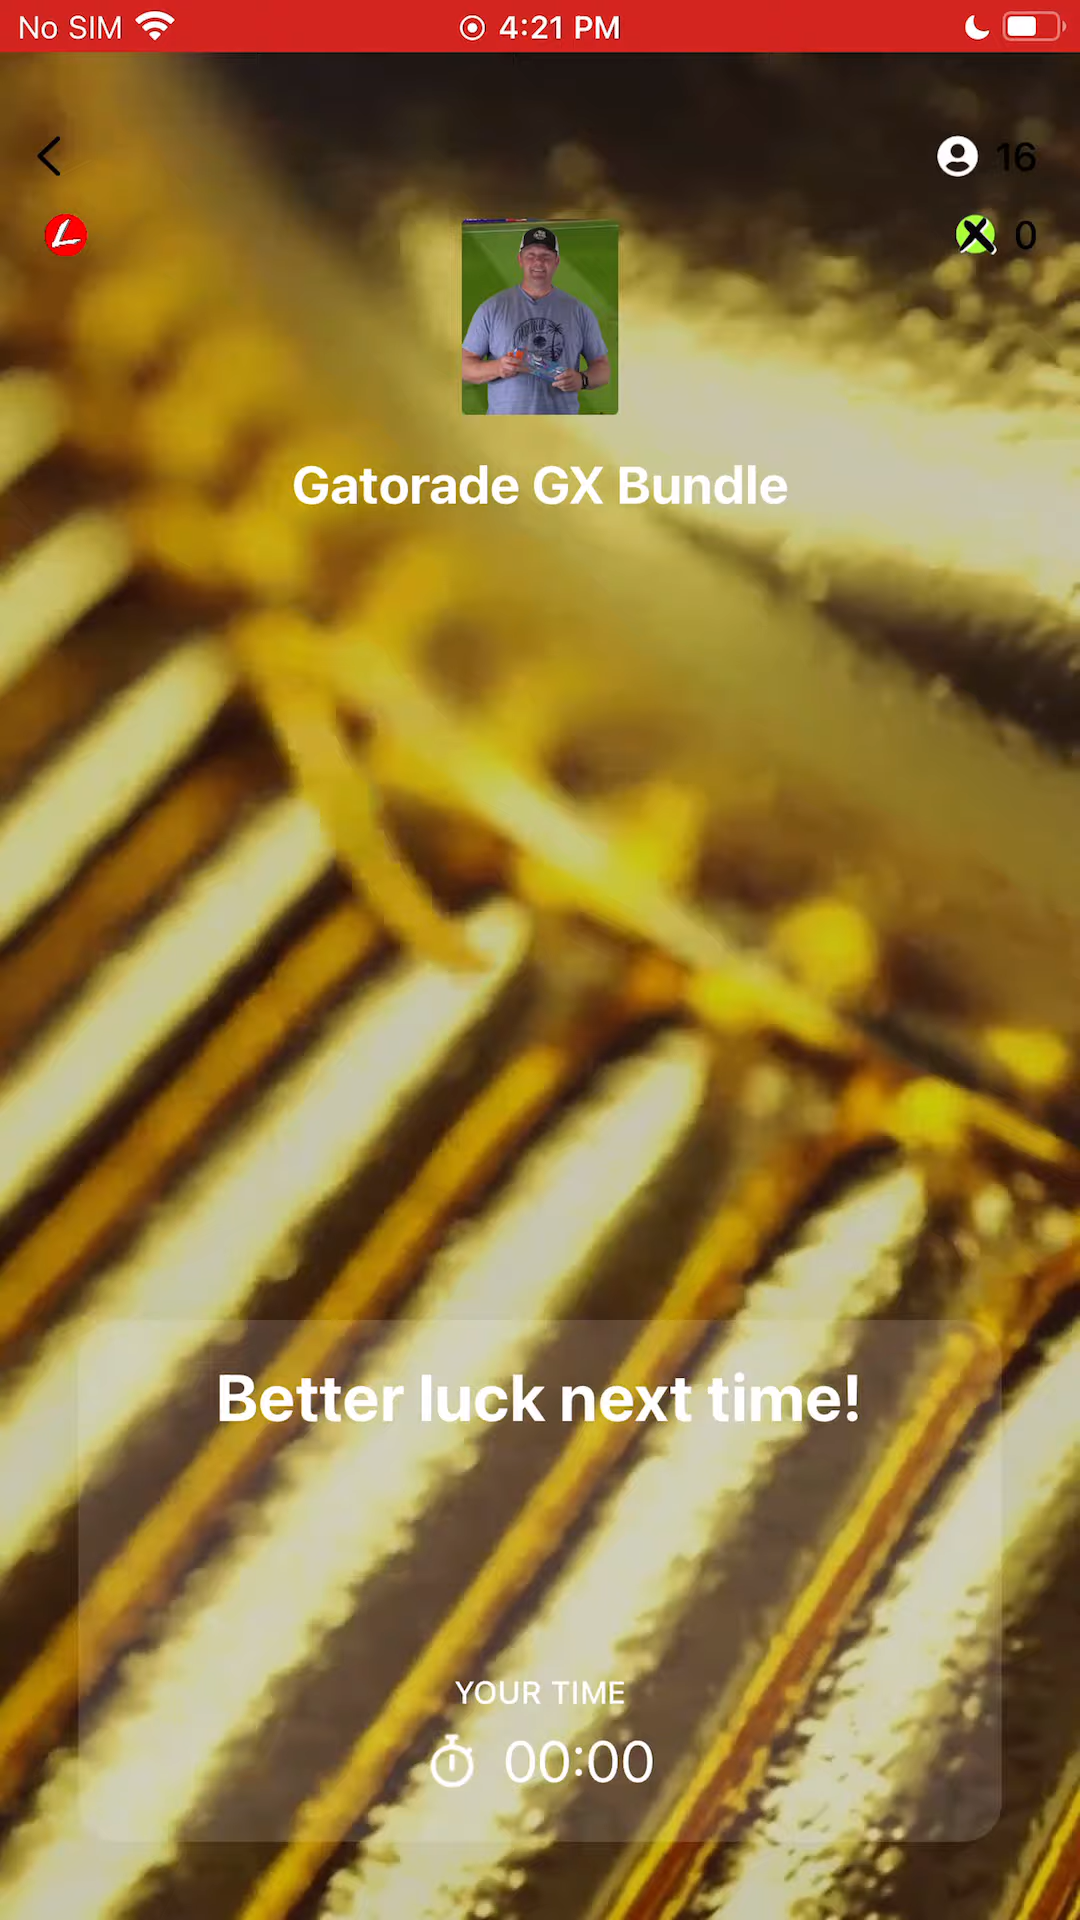 No SIM 4:21 PM
16
0
Gatorade GX Bundle
Better luck next time!
YOUR TIME
00:00